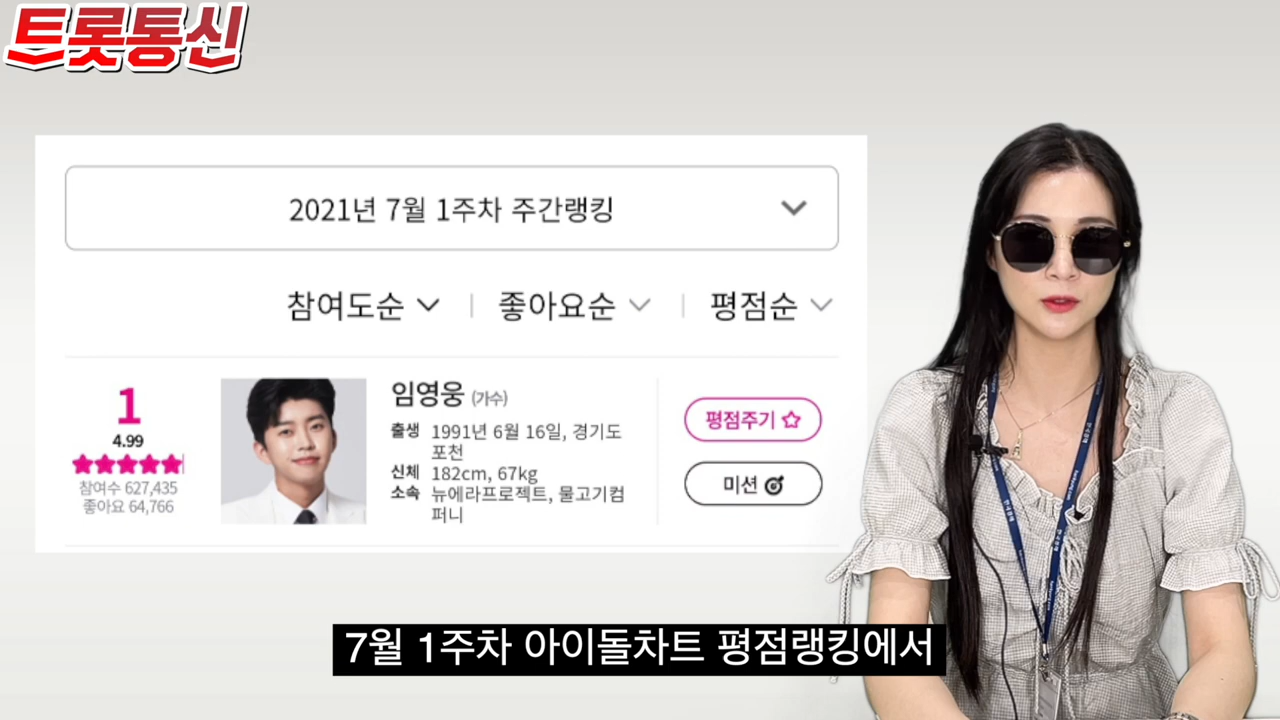 트롯통신
2021년 7월 1주차 주간랭킹
참여도순 | 좋아요순 | 평점순
1
4.99
참여수 627,435
좋아요 64,766
임영웅 (가수)
출생 1991년 6월 16일, 경기도
포천
신체 182cm, 67kg
소속 뉴에라프로젝트, 물고기컴
퍼니
평점주기
미션
7월 1주차 아이돌차트 평점랭킹에서